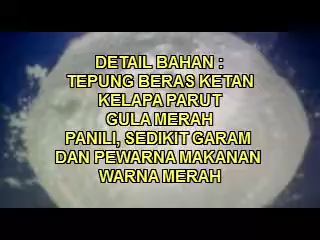 DETAIL BAHAN :
TEPUNG BERAS KETAN
KELAPA PARUT
GULA MERAH
PANILI, SEDIKIT GARAM
DAN PEWARNA MAKANAN
WARNA MERAH